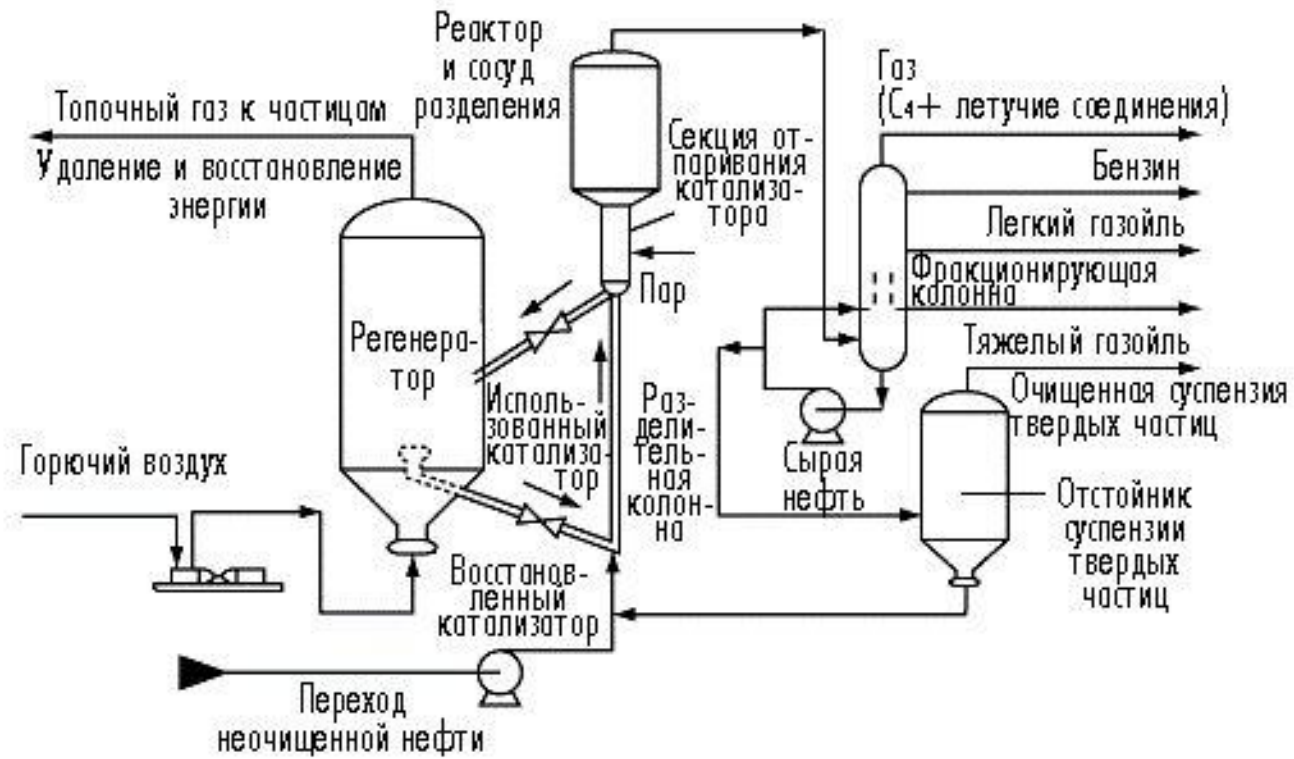 Реактор
и сосуд
разделения
Топочный газ к частицам
Удаление и восстановление
энергии
Секция от-
паривания
катализа-
тора
Пар
Газ
(C₄+ летучие соединения)
Бензин
Легкий газойль
Фракционирующая
колонна
Тяжелый газойль
Очищенная суспензия
твердых частиц
Регенера-
тор
Исполь-
зованный
катализа-
тор
Раз-
дели-
тель-
ная
колон-
на
Сырая
нефть
Отстойник
суспензии
твердых
частиц
Горючий воздух
Восстанов-
ленный
катализатор
Переход
неочищенной нефти